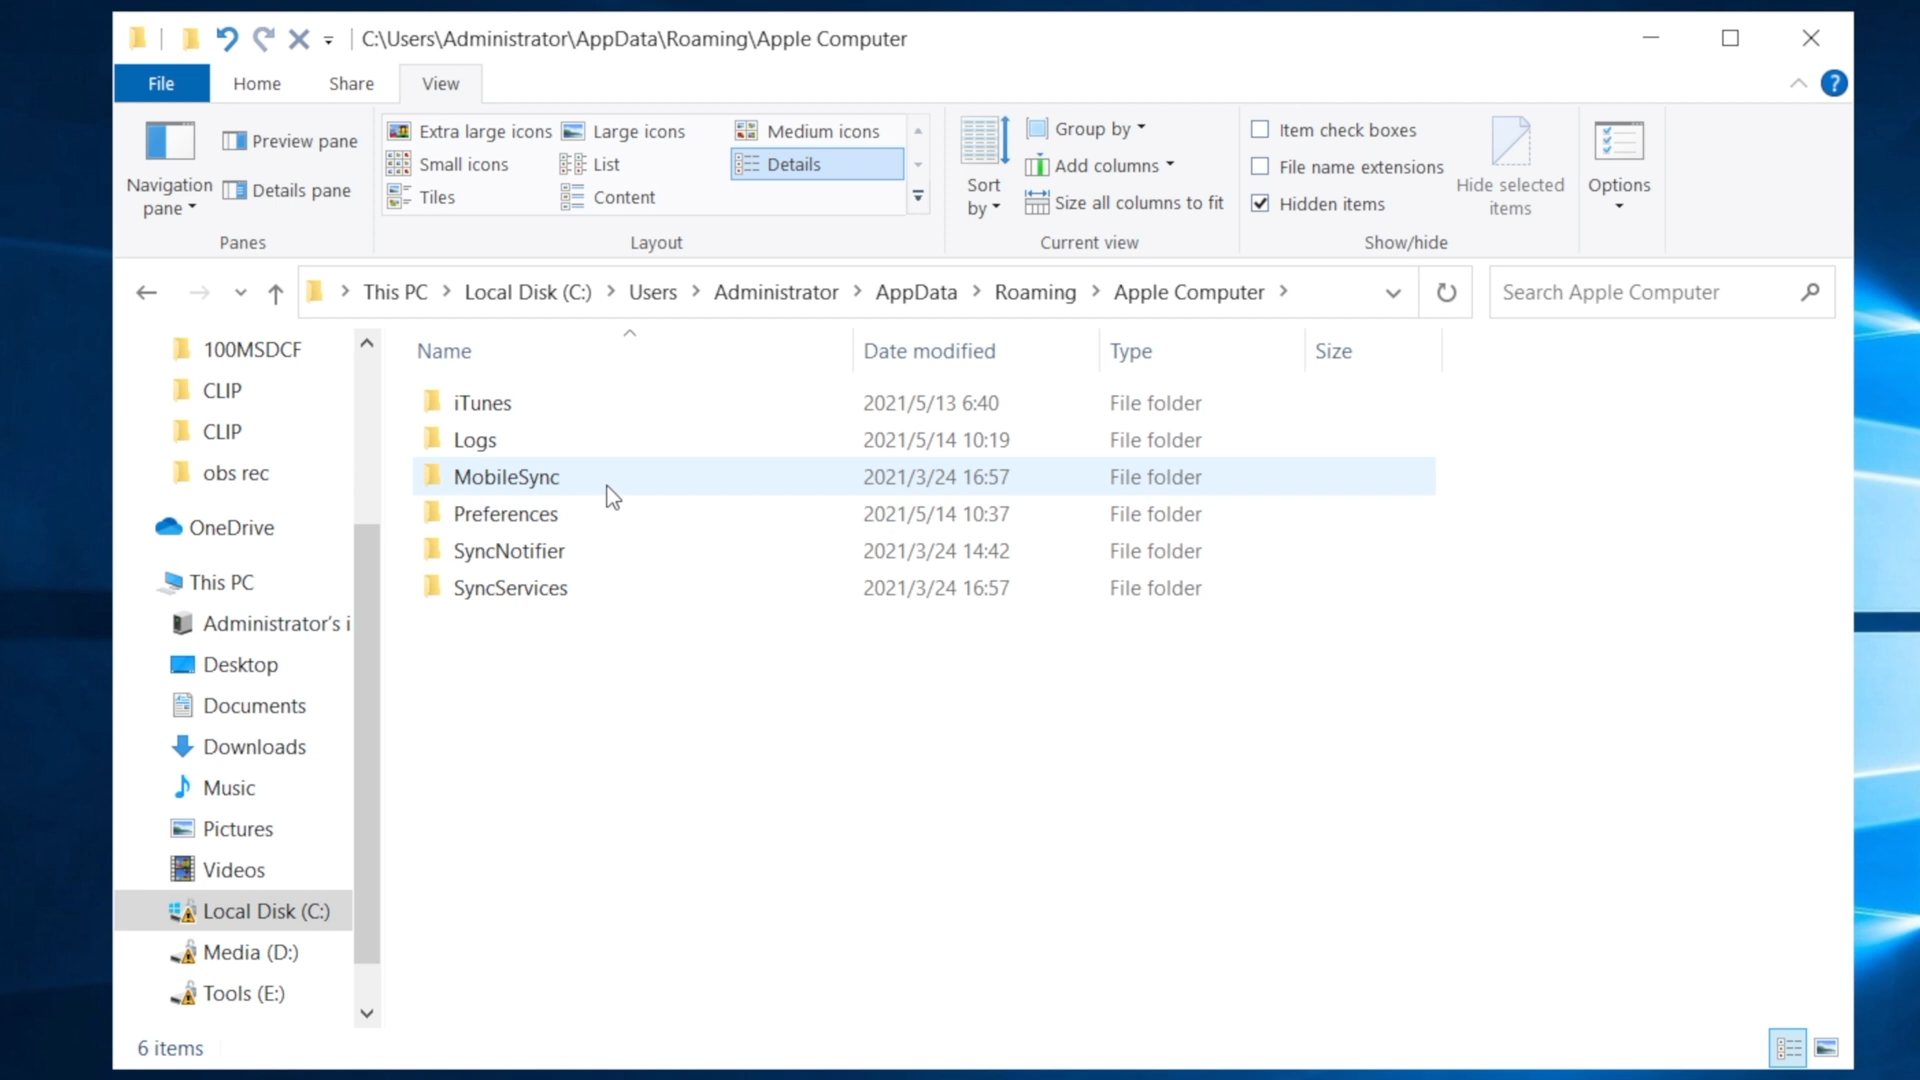 C:\Users\Administrator\AppData\Roaming\Apple Computer
File Home Share View
?
Navigation pane
Preview pane
Details pane
Panes
Extra large icons Large icons Medium icons
Small icons List Details
Tiles Content
Layout
Sort by
Group by
Add columns
Size all columns to fit
Current view
Item check boxes
File name extensions
Hidden items
Hide selected items
Show/hide
Options
This PC Local Disk (C:) Users Administrator AppData Roaming Apple Computer
Search Apple Computer
100MSDCF
CLIP
CLIP
obs rec
OneDrive
This PC
Administrator's i
Desktop
Documents
Downloads
Music
Pictures
Videos
Local Disk (C:)
Media (D:)
Tools (E:)
Name Date modified Type Size
iTunes 2021/5/13 6:40 File folder
Logs 2021/5/14 10:19 File folder
MobileSync 2021/3/24 16:57 File folder
Preferences 2021/5/14 10:37 File folder
SyncNotifier 2021/3/24 14:42 File folder
SyncServices 2021/3/24 16:57 File folder
6 items